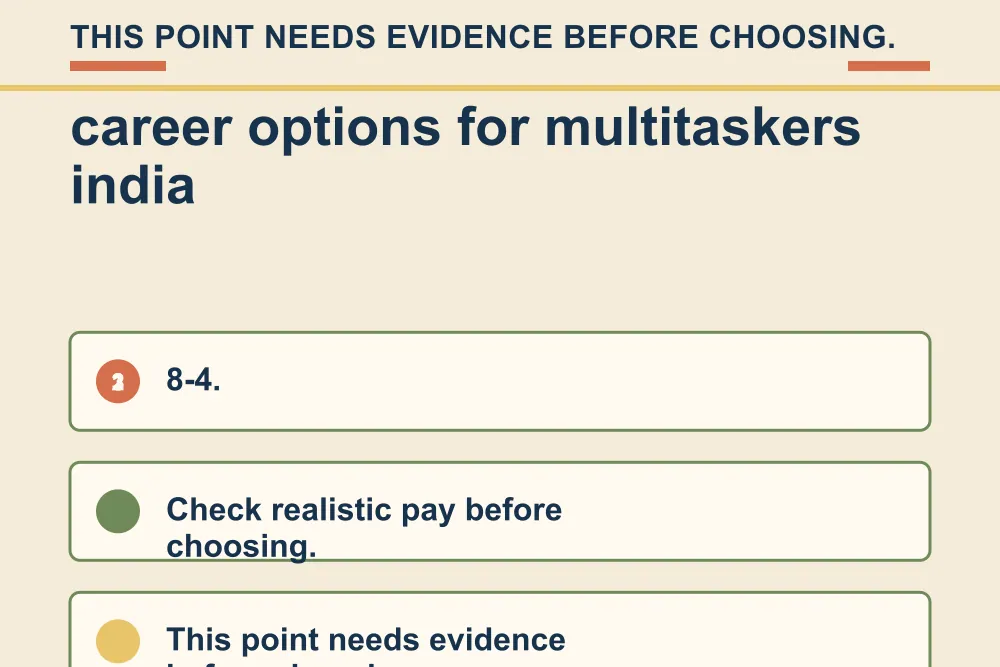 THIS POINT NEEDS EVIDENCE BEFORE CHOOSING.
career options for multitaskers
india
8-4.
Check realistic pay before
choosing.
This point needs evidence